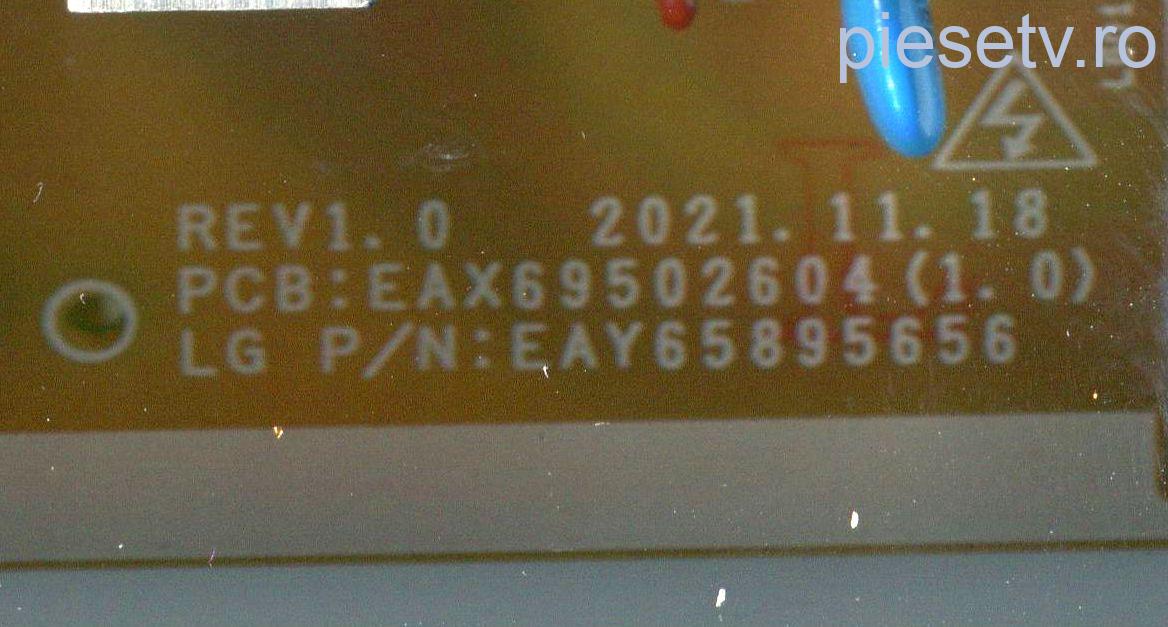 piesetv.ro
REV1.0 2021.11.18
PCB:EAX69502604(1.0)
LG P/N:EAY65895656